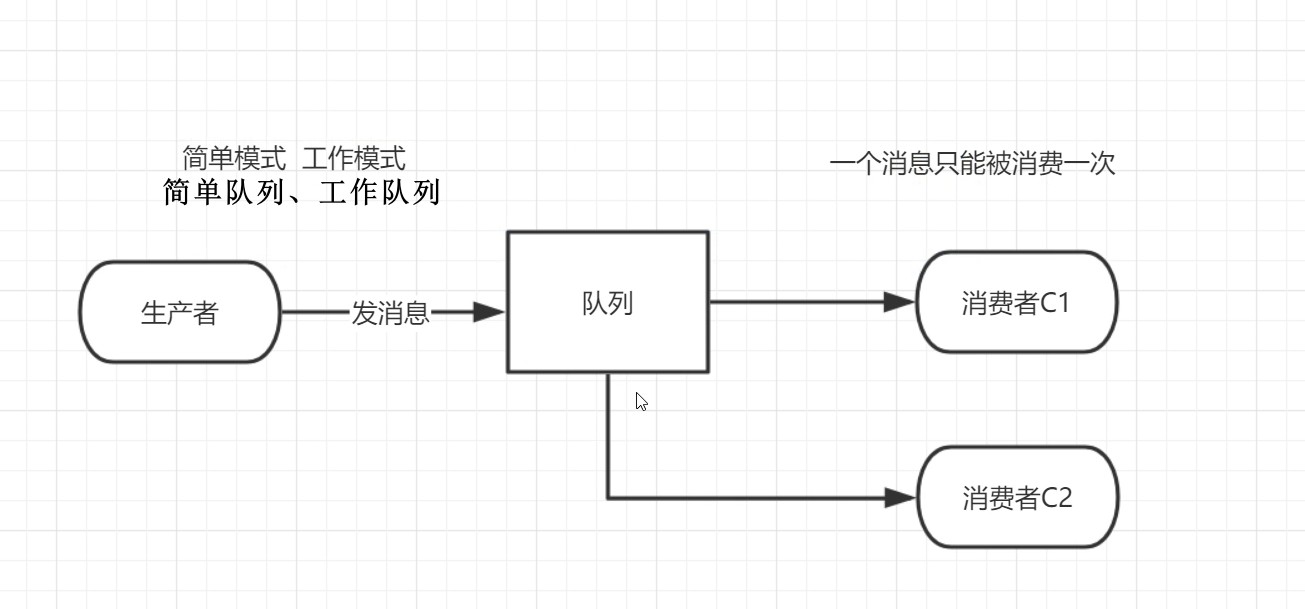 简单模式 工作模式
简单队列、工作队列
一个消息只能被消费一次
生产者
发消息
队列
消费者C1
消费者C2